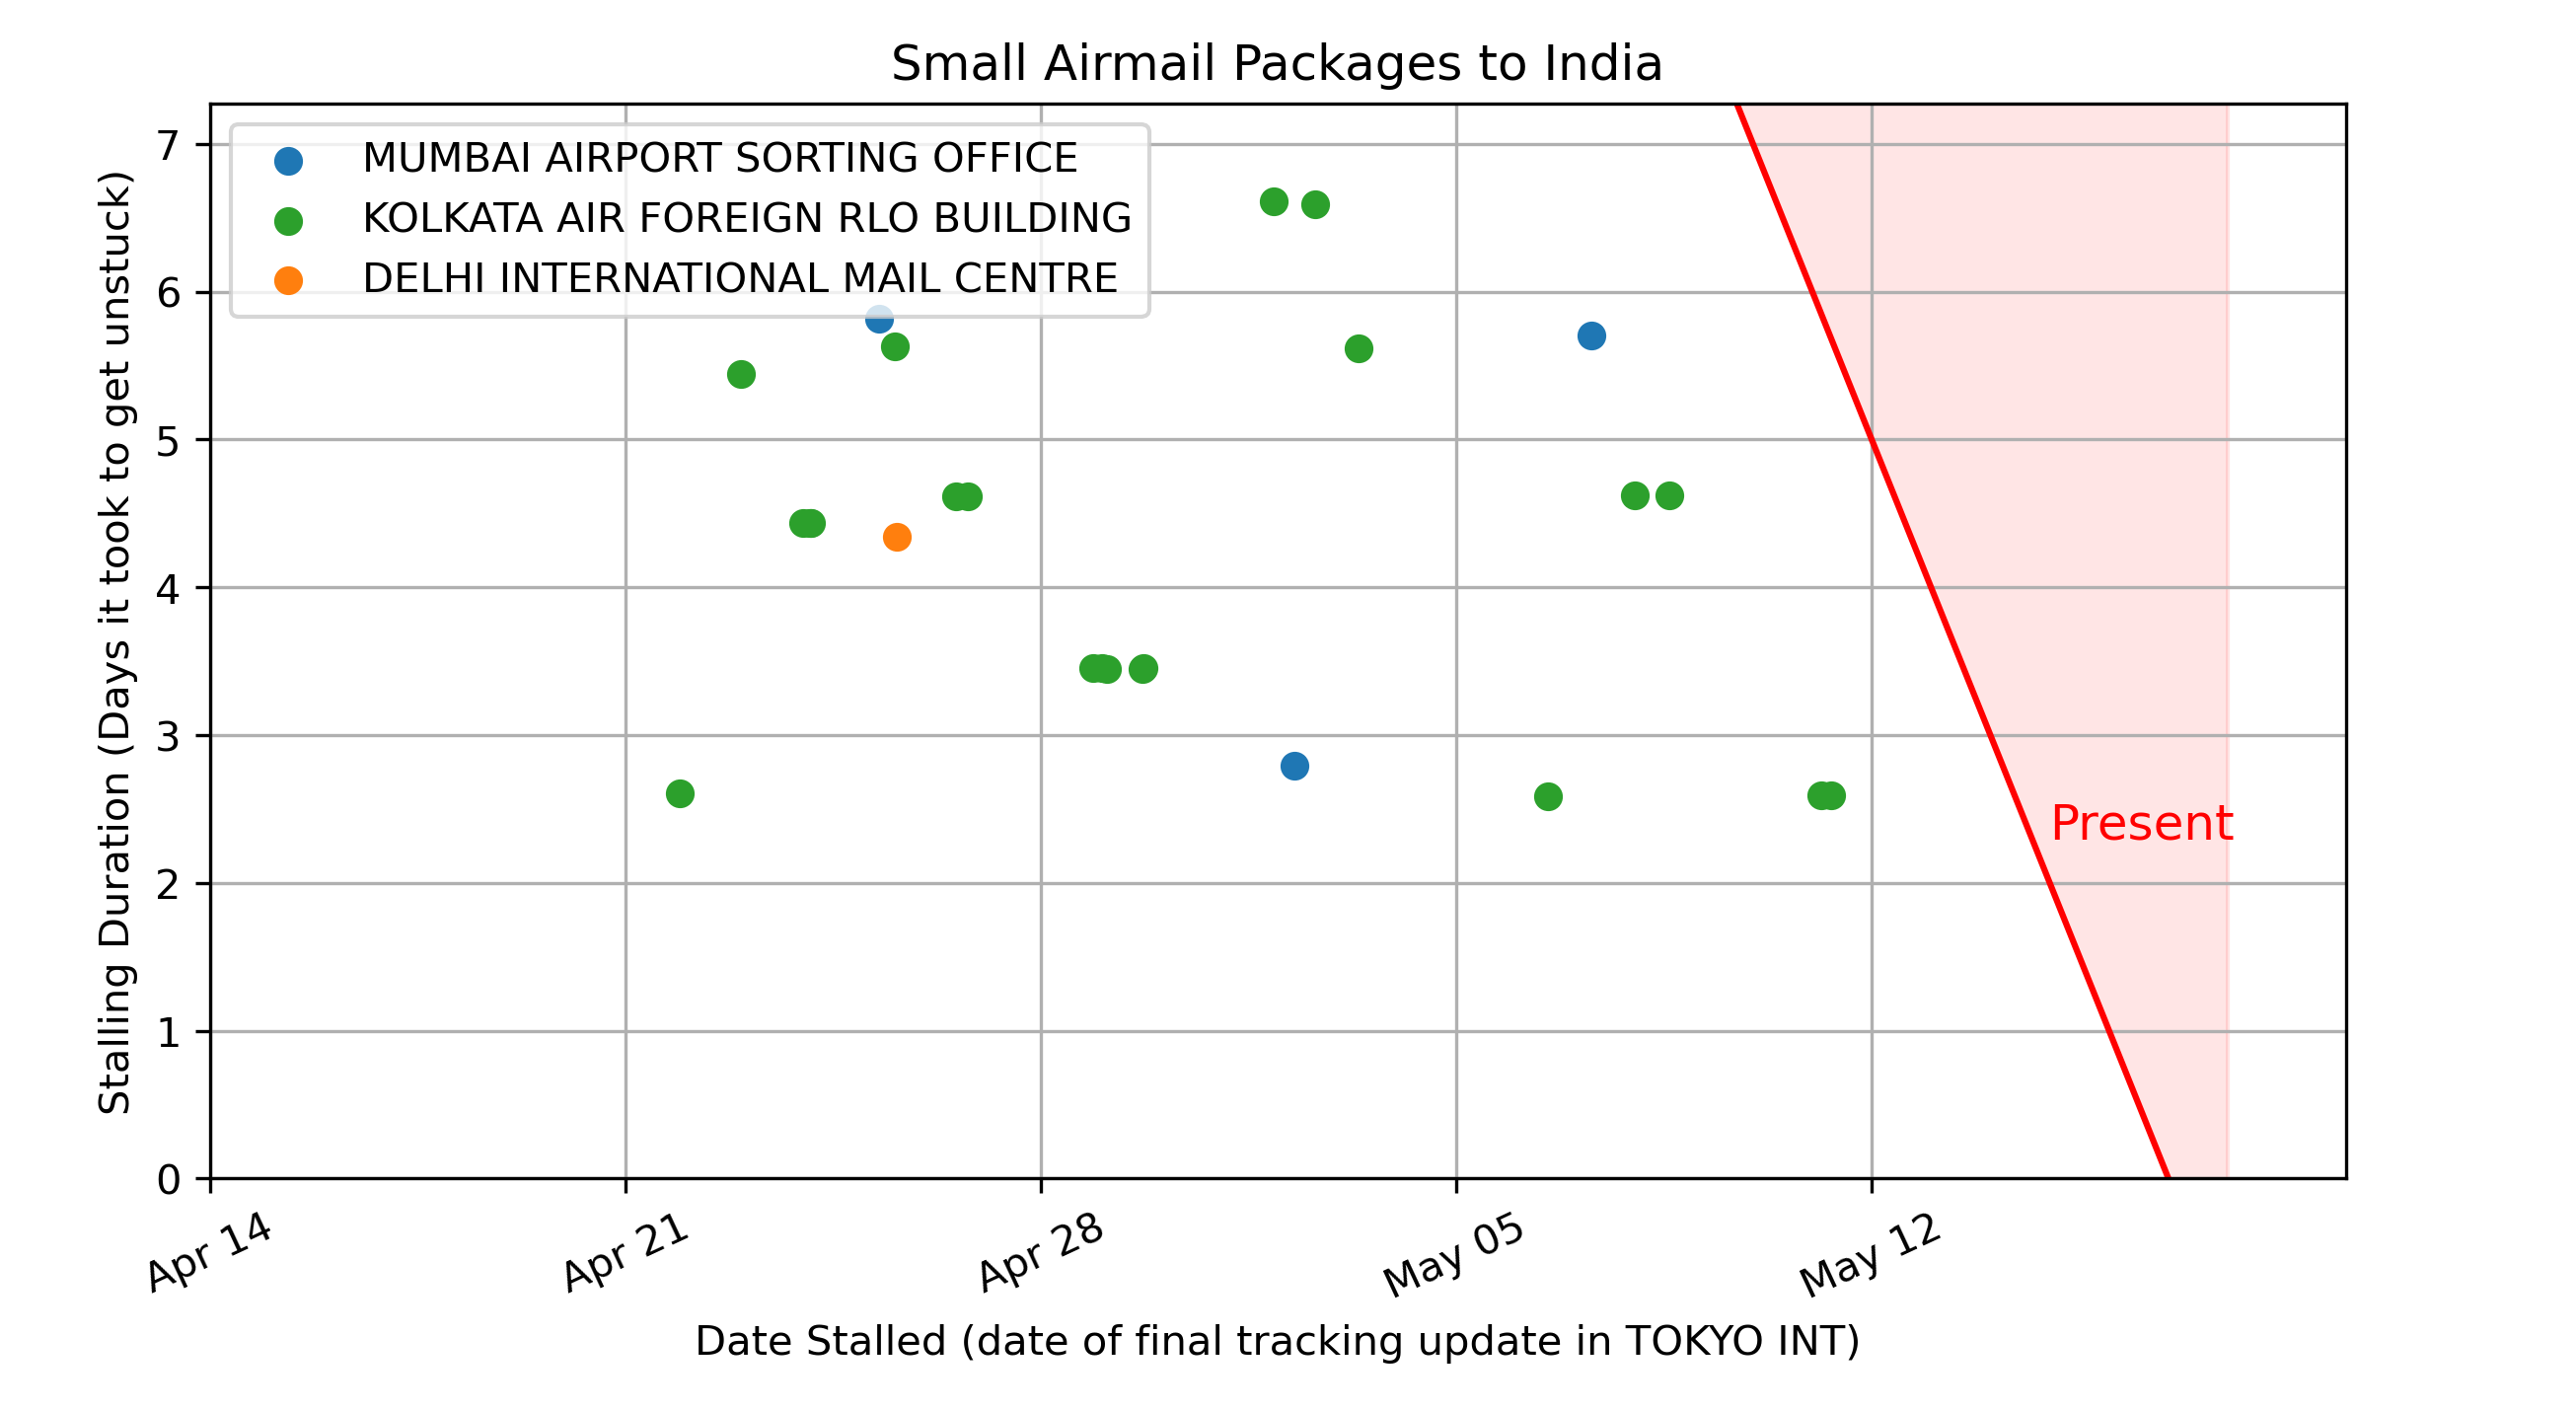 Small Airmail Packages to India
MUMBAI AIRPORT SORTING OFFICE
KOLKATA AIR FOREIGN RLO BUILDING
DELHI INTERNATIONAL MAIL CENTRE
Stalling Duration (Days it took to get unstuck)
7
6
5
4
3
2
1
0
Present
Apr 14
Apr 21
Apr 28
May 05
May 12
Date Stalled (date of final tracking update in TOKYO INT)